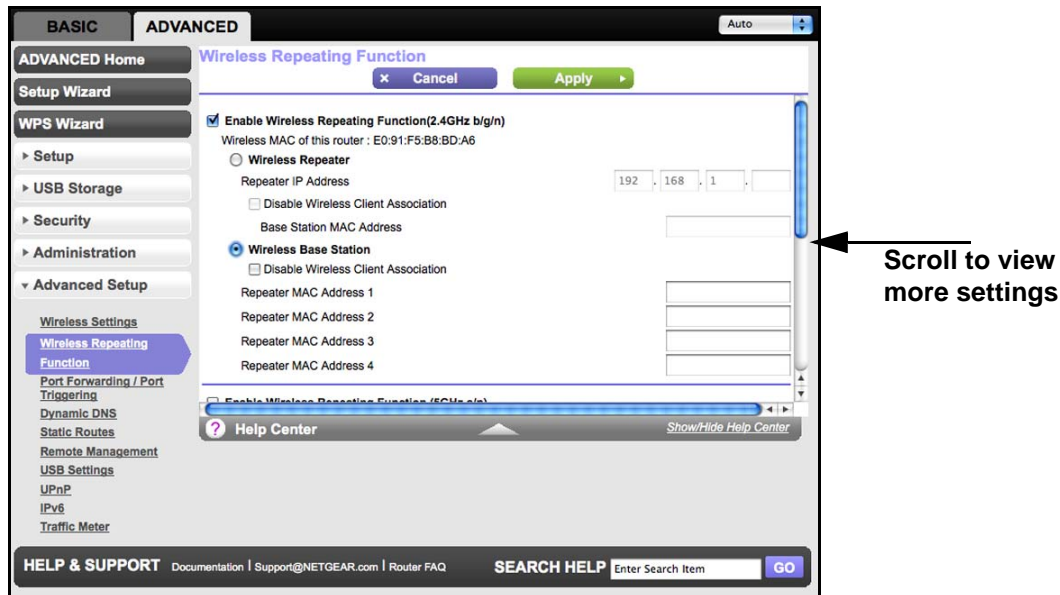 BASIC
ADVANCED
Auto
ADVANCED Home
Setup Wizard
WPS Wizard
Setup
USB Storage
Security
Administration
Advanced Setup
Wireless Settings
Wireless Repeating
Function
Port Forwarding / Port
Triggering
Dynamic DNS
Static Routes
Remote Management
USB Settings
UPnP
IPv6
Traffic Meter
Wireless Repeating Function
x Cancel
Apply
Enable Wireless Repeating Function(2.4GHz b/g/n)
Wireless MAC of this router : E0:91:F5:B8:BD:A6
Wireless Repeater
Repeater IP Address 192 . 168 . 1 .
Disable Wireless Client Association
Base Station MAC Address
Wireless Base Station
Disable Wireless Client Association
Repeater MAC Address 1
Repeater MAC Address 2
Repeater MAC Address 3
Repeater MAC Address 4
Enable Wireless Repeating Function (5GHz a/n)
? Help Center
Show/Hide Help Center
Scroll to view
more settings
HELP & SUPPORT Documentation | Support@NETGEAR.com | Router FAQ
SEARCH HELP Enter Search Item GO